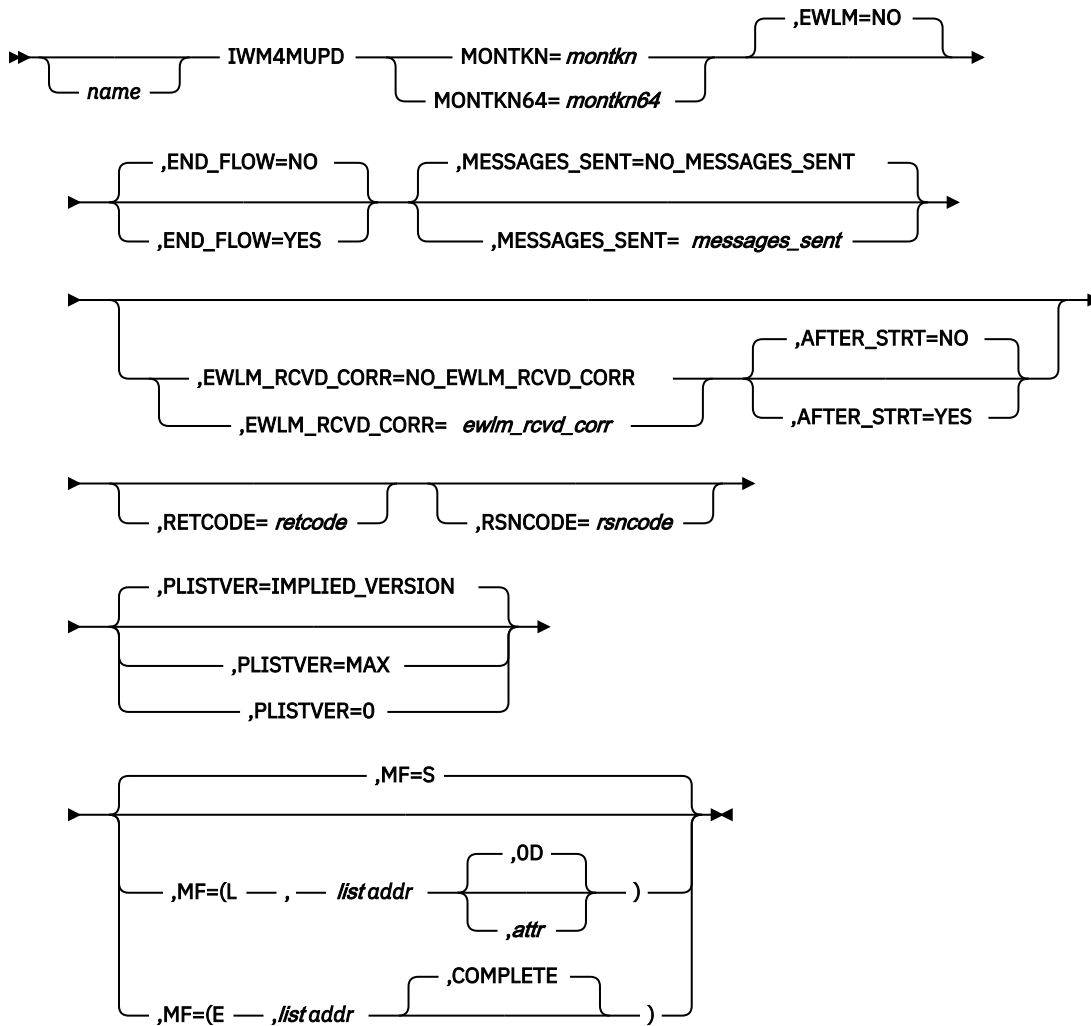 ,EWLM=NO
name IWM4MUPD MONTKN= montkn
MONTKN64= montkn64
,END_FLOW=NO ,MESSAGES_SENT=NO_MESSAGES_SENT
,END_FLOW=YES ,MESSAGES_SENT= messages_sent
,EWLM_RCVD_CORR=NO_EWLM_RCVD_CORR ,AFTER_STRT=NO
,EWLM_RCVD_CORR= ewlm_rcvd_corr ,AFTER_STRT=YES
,RETCODE= retcode ,RSNCODE= rsncode
,PLISTVER=IMPLIED_VERSION
,PLISTVER=MAX
,PLISTVER=0
,MF=S
,0D
,MF=(L , list addr )
,attr
,COMPLETE
,MF=(E ,list addr )